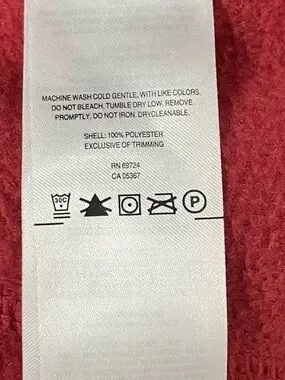 MACHINE WASH COLD GENTLE, WITH LIKE COLORS.
DO NOT BLEACH, TUMBLE DRY LOW. REMOVE
PROMPTLY, DO NOT IRON. DRYCLEANABLE.
SHELL: 100% POLYESTER
EXCLUSIVE OF TRIMMING
RN 69724
CA 05367
30C P